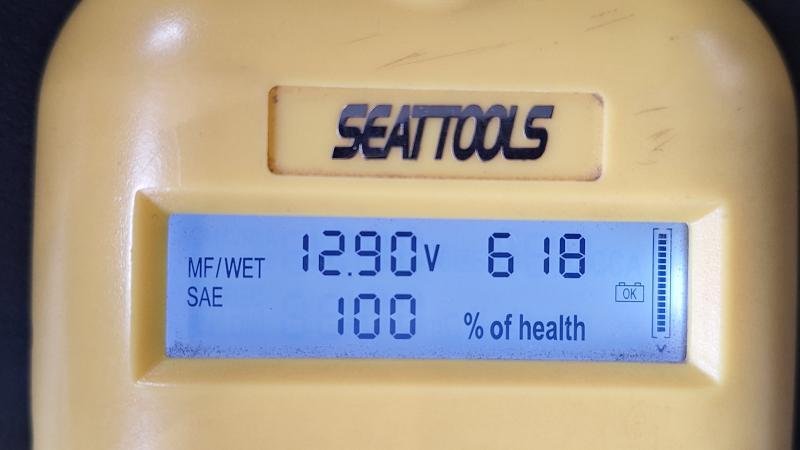 SEATTOOLS
MF/WET 12.90V 618
SAE
OK
100 % of health